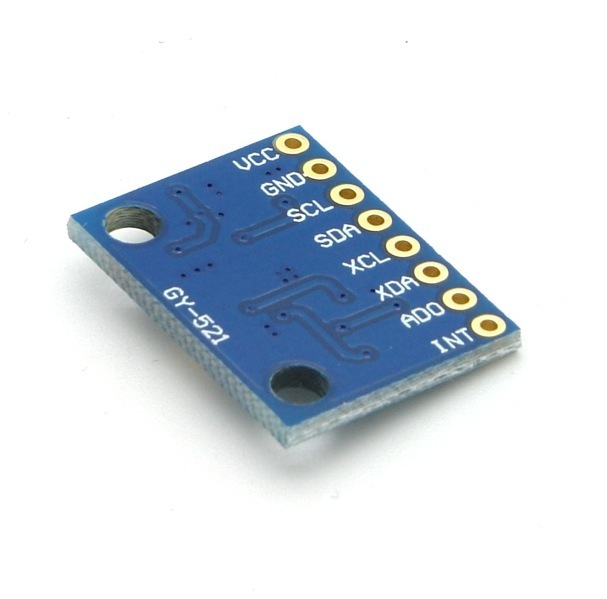 VCC
GND
SCL
SDA
XCL
XDA
ADO
INT
GY-521